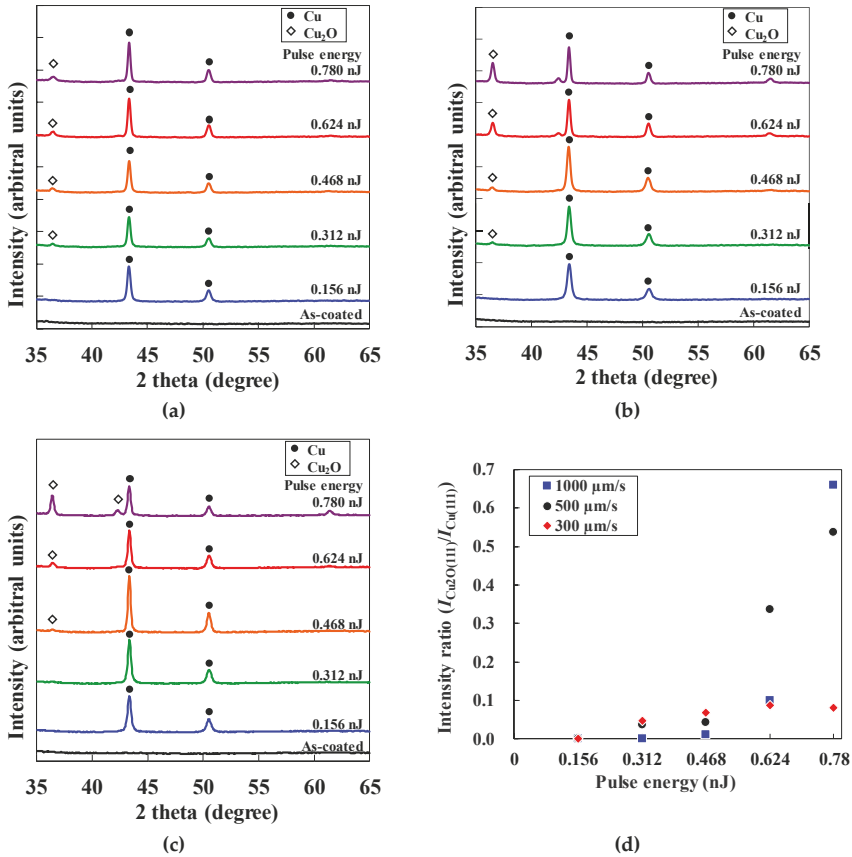 ● Cu
◇ Cu₂O
Pulse energy
0.780 nJ
0.624 nJ
0.468 nJ
0.312 nJ
0.156 nJ
As-coated
Intensity (arbitral units)
35 40 45 50 55 60 65
2 theta (degree)
(a)
● Cu
◇ Cu₂O
Pulse energy
0.780 nJ
0.624 nJ
0.468 nJ
0.312 nJ
0.156 nJ
As-coated
Intensity (arbitral units)
35 40 45 50 55 60 65
2 theta (degree)
(b)
● Cu
◇ Cu₂O
Pulse energy
0.780 nJ
0.624 nJ
0.468 nJ
0.312 nJ
0.156 nJ
As-coated
Intensity (arbitral units)
35 40 45 50 55 60 65
2 theta (degree)
(c)
0.7
0.6
0.5
0.4
0.3
0.2
0.1
0.0
■ 1000 µm/s
● 500 µm/s
◆ 300 µm/s
Intensity ratio (I_Cu2O(111)/I_Cu(111))
0 0.156 0.312 0.468 0.624 0.78
Pulse energy (nJ)
(d)